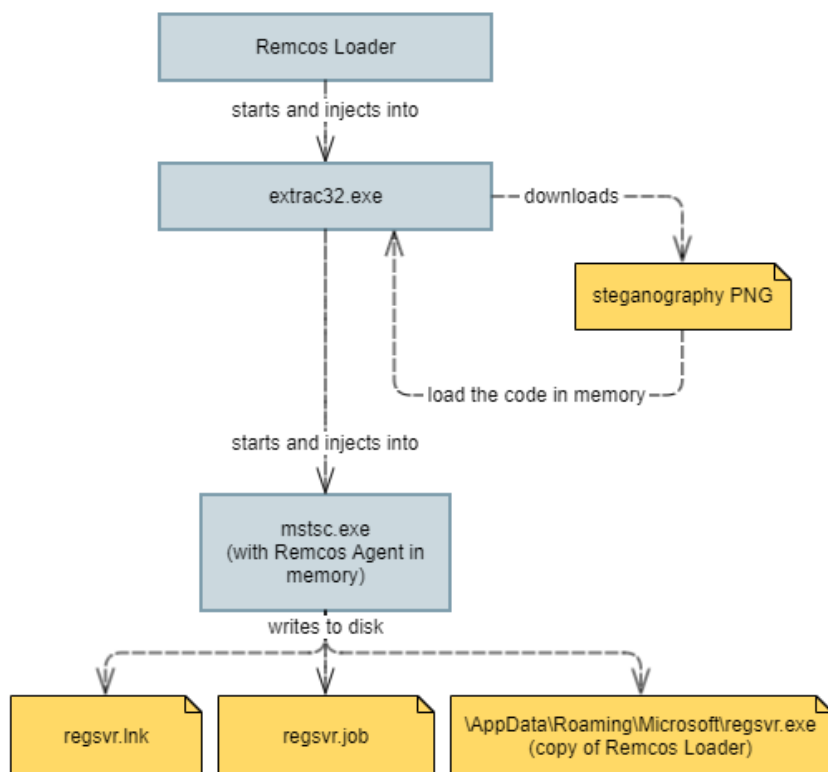 Remcos Loader
starts and injects into
extrac32.exe
downloads
steganography PNG
load the code in memory
starts and injects into
mstsc.exe
(with Remcos Agent in
memory)
writes to disk
regsvr.lnk
regsvr.job
\AppData\Roaming\Microsoft\regsvr.exe
(copy of Remcos Loader)